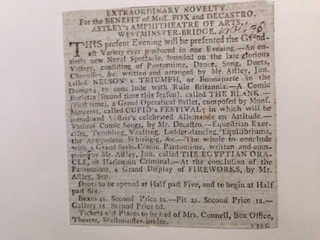 EXTRAORDINARY NOVELTY.
For the BENEFIT of Mess. FOX and DECASTRO.
ASTLEY's AMPHITHEATRE OF ARTS,
WESTMINSTER-BRIDGE.
THIS present Evening will be presented the Grand-
est Variety ever produced in one Evening.—An en-
tirely new Naval Spectacle, founded on the late glorious
Victory, consisting of Pantomime, Dance, Song, Duets,
Chorusses, &c. written and arranged by Mr. Astley, Jun.
called NELSON's TRIUMPH, or Buonaparte in the
Dumps; to conclude with Rule Britannia.—A Comic
Burletta (second time this season), called THE BLANK.—
(First time), a Grand Operatical Ballet, composed by Mons.
called CUPID's FESTIVAL; in which will be
introduced Vestris's celebrated Allemande en Attitude.—
Various Comic Songs, by Mr. Decastro.—Equestrian Exer-
cises, Tumbling, Vaulting, Ladder-dancing, Equilibriums,
the Antipodean Whirligig, &c.—The whole to conclude
with a Grand Serio-Comic Pantomime, written and com-
posed by Mr. Astley, Jun. called THE EGYPTIAN ORA-
CLE, or Harlequin Criminal.—At the conclusion of the
Pantomime, a Grand Display of FIREWORKS, by Mr.
Astley, Sen.
Doors to be opened at Half past Five, and to begin at Half
past Six.
Boxes 4s. Second Price 2s.—Pit 2s. Second Price 1s.—
Gallery 1s. Second Price 6d.
Tickets and Places to be had of Mrs. Connell, Box Office,
Theatre, Westminster-bridge.